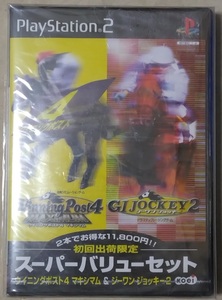 PlayStation 2
Winning Post 4
MAXIMUM
GI JOCKEY 2
2本でお得な11,800円!!
初回出荷限定
スーパーバリューセット
ウイニングポスト4 マキシマム & ジーワンジョッキー2 KOEI